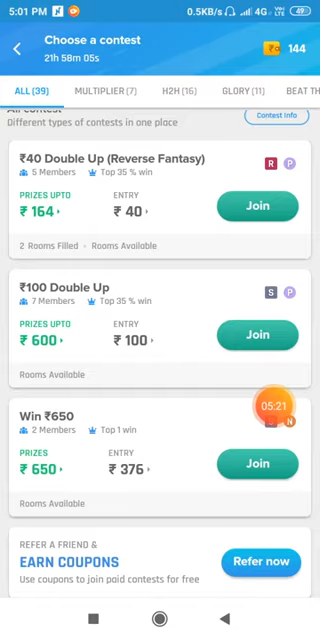 5:01 PM
0.5KB/s 4G VoLTE 49
Choose a contest
21h 58m 05s
144
ALL (39) MULTIPLIER (7) H2H (16) GLORY (11) BEAT TH
All contest
Different types of contests in one place
Contest Info
₹40 Double Up (Reverse Fantasy)
R P
5 Members Top 35 % win
PRIZES UPTO ENTRY
₹ 164 ₹ 40
Join
2 Rooms Filled • Rooms Available
₹100 Double Up
S P
7 Members Top 35 % win
PRIZES UPTO ENTRY
₹ 600 ₹ 100
Join
Rooms Available
Win ₹650
05:21
N
2 Members Top 1 win
PRIZES ENTRY
₹ 650 ₹ 376
Join
Rooms Available
REFER A FRIEND &
EARN COUPONS
Use coupons to join paid contests for free
Refer now